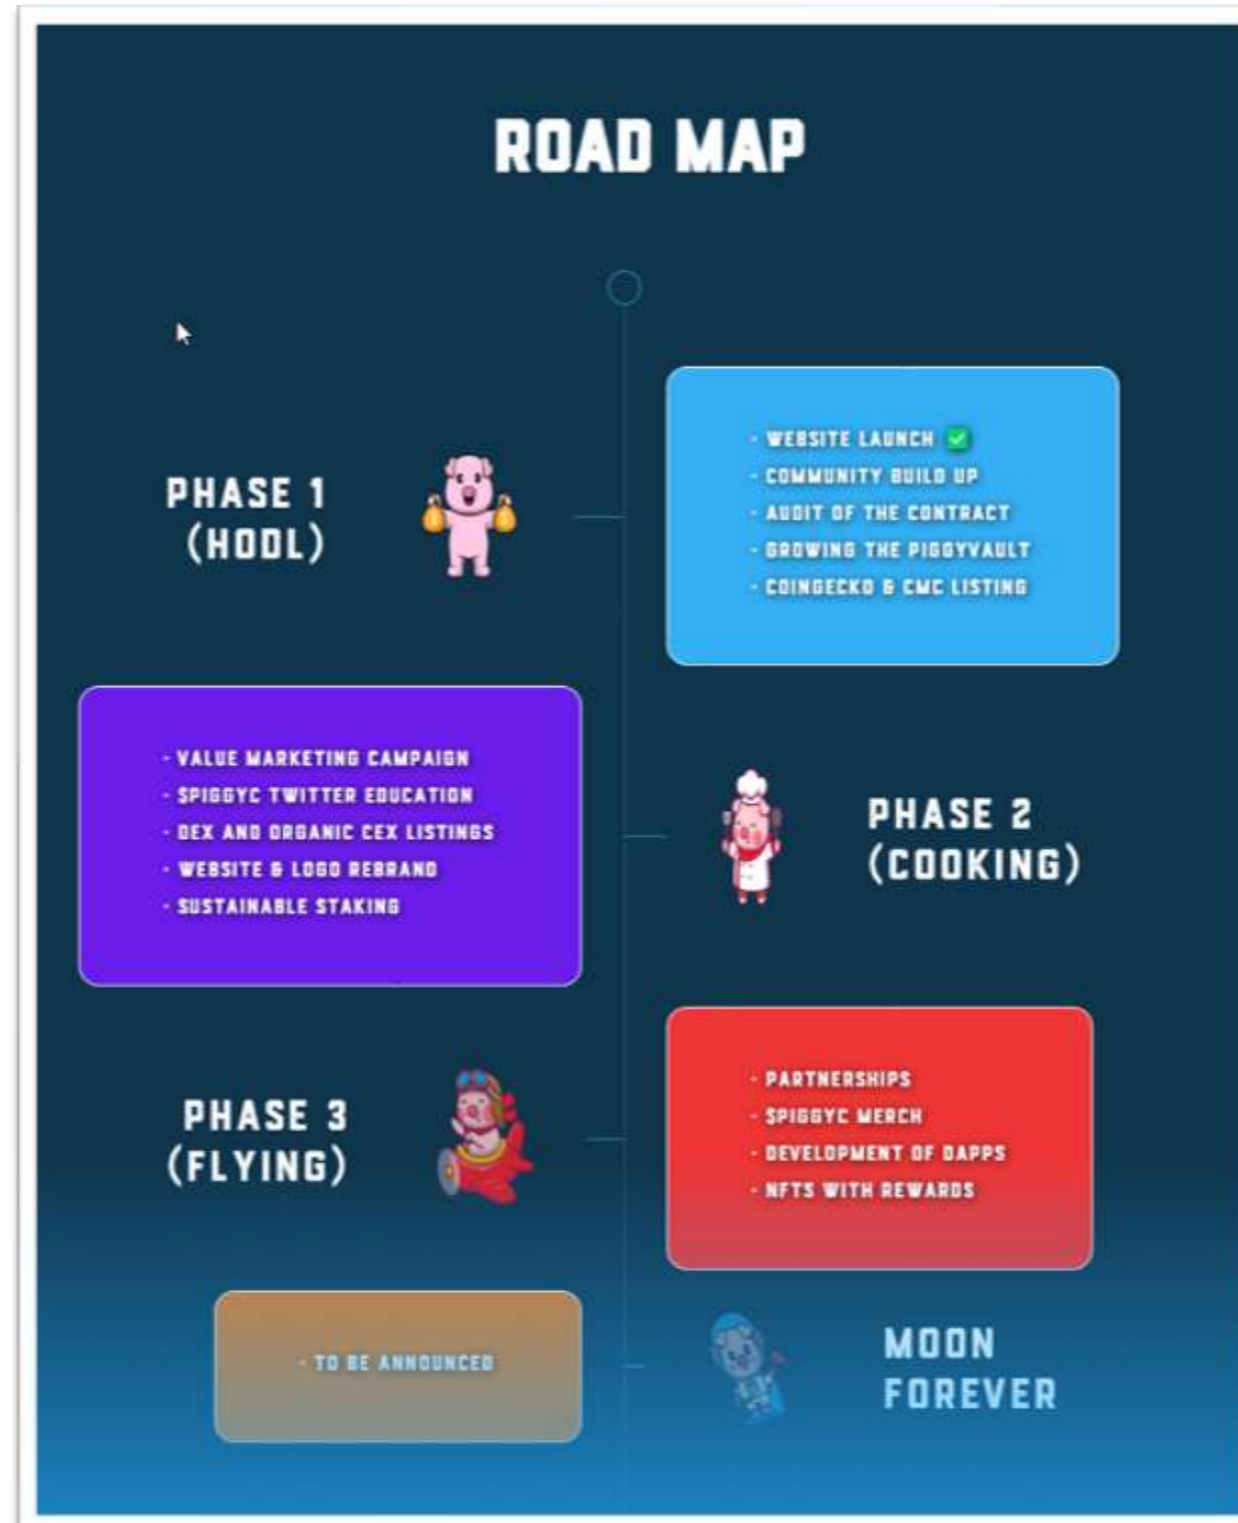 ROAD MAP
PHASE 1
(HODL)
- WEBSITE LAUNCH ✅
- COMMUNITY BUILD UP
- AUDIT OF THE CONTRACT
- GROWING THE PIGGYVAULT
- COINGECKO & CMC LISTING
- VALUE MARKETING CAMPAIGN
- $PIGGYC TWITTER EDUCATION
- DEX AND ORGANIC CEX LISTINGS
- WEBSITE & LOGO REBRAND
- SUSTAINABLE STAKING
PHASE 2
(COOKING)
PHASE 3
(FLYING)
- PARTNERSHIPS
- $PIGGYC MERCH
- DEVELOPMENT OF DAPPS
- NFTS WITH REWARDS
- TO BE ANNOUNCED
MOON
FOREVER